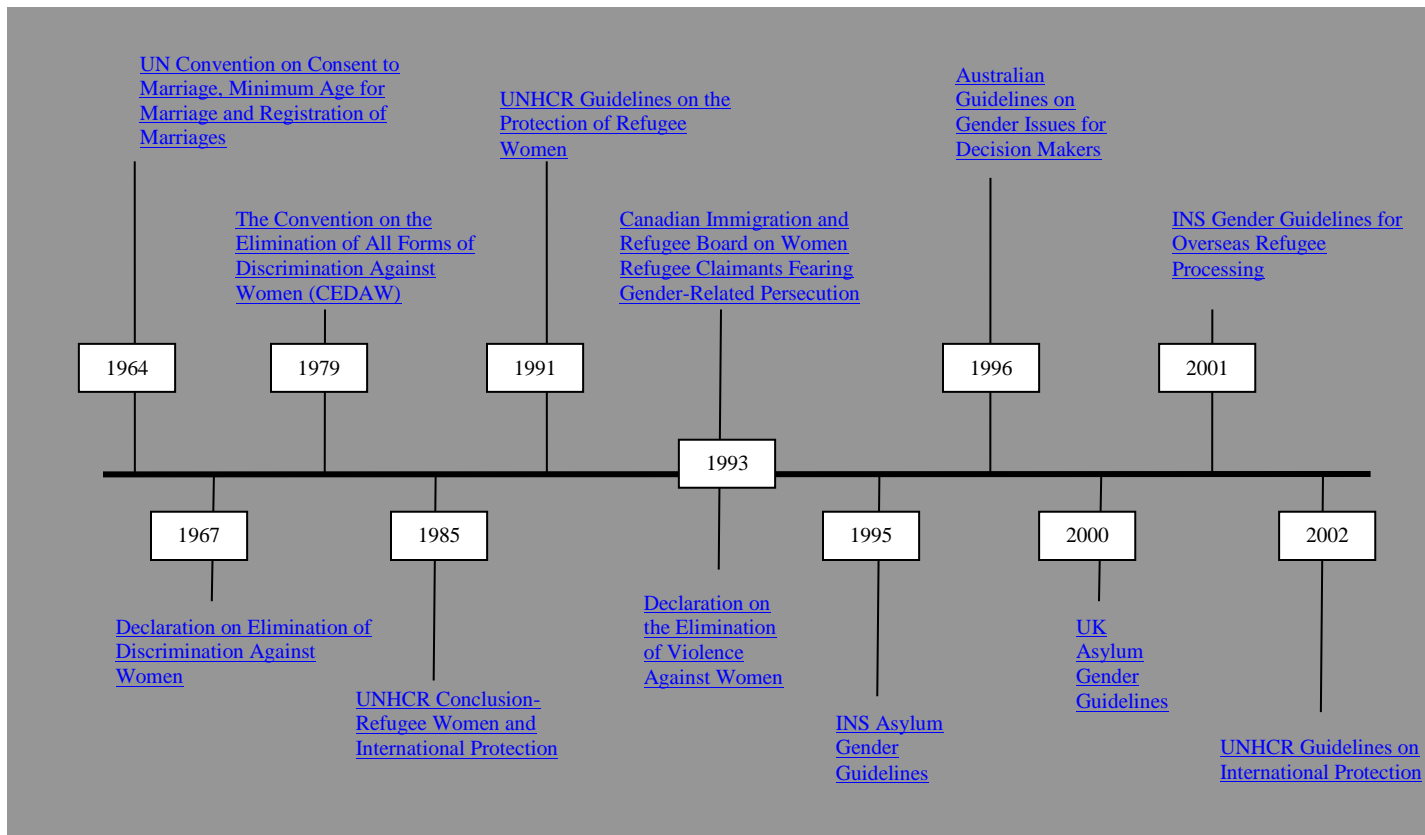 UN Convention on Consent to
Marriage, Minimum Age for
Marriage and Registration of
Marriages
1964
1967
Declaration on Elimination of
Discrimination Against
Women
The Convention on the
Elimination of All Forms of
Discrimination Against
Women (CEDAW)
1979
1985
UNHCR Conclusion-
Refugee Women and
International Protection
UNHCR Guidelines on the
Protection of Refugee
Women
1991
Canadian Immigration and
Refugee Board on Women
Refugee Claimants Fearing
Gender-Related Persecution
1993
Declaration on
the Elimination
of Violence
Against Women
1995
INS Asylum
Gender
Guidelines
Australian
Guidelines on
Gender Issues for
Decision Makers
1996
2000
UK
Asylum
Gender
Guidelines
INS Gender Guidelines for
Overseas Refugee
Processing
2001
2002
UNHCR Guidelines on
International Protection